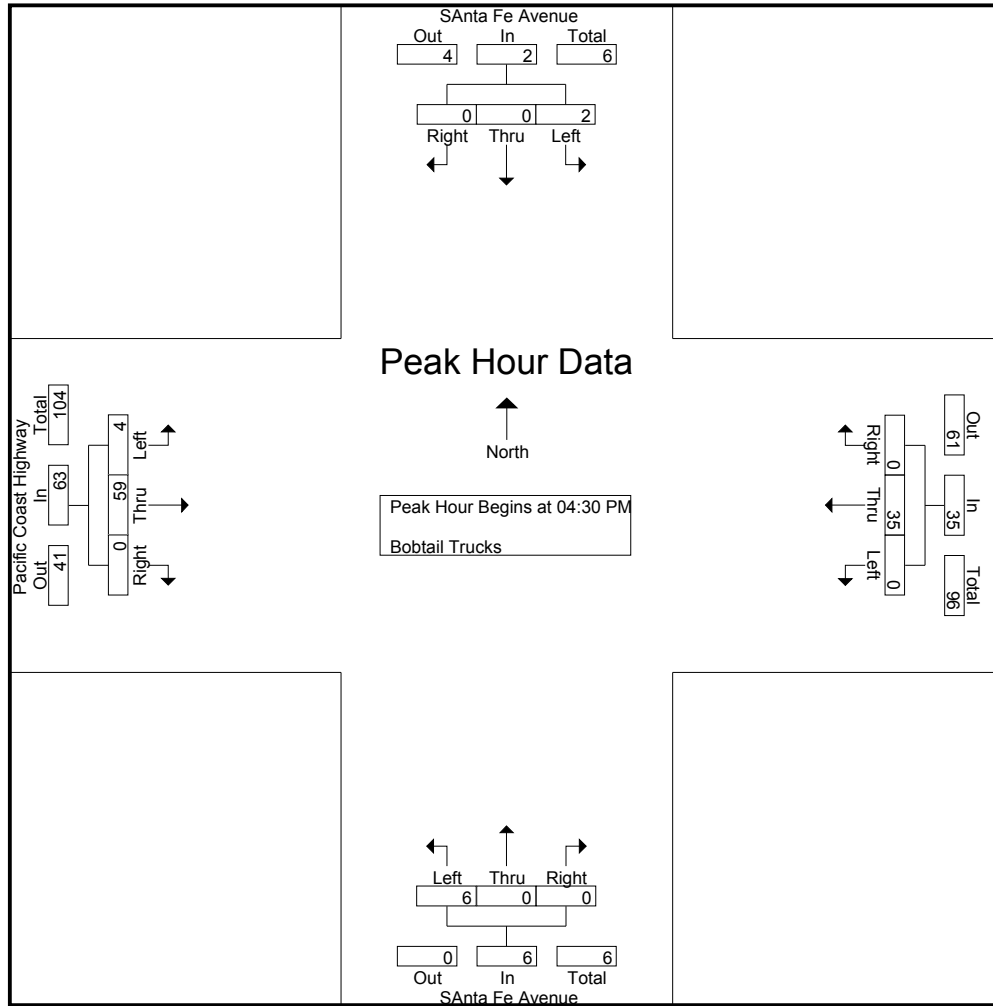 SAnta Fe Avenue
Out In Total
4 2 6
0 0 2
Right Thru Left
Peak Hour Data
North
Peak Hour Begins at 04:30 PM
Bobtail Trucks
Pacific Coast Highway
Total In Out
104 63 41
4 59 0
Left Thru Right
Out In Total
61 35 96
0 35 0
Right Thru Left
Left Thru Right
6 0 0
0 6 6
Out In Total
SAnta Fe Avenue